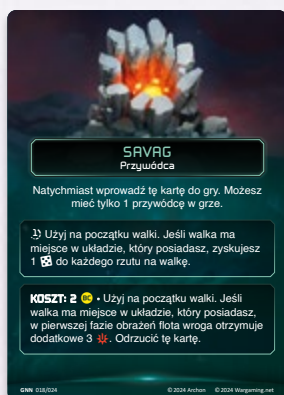 SAVAG
Przywódca
Natychmiast wprowadź tę kartę do gry. Możesz
mieć tylko 1 przywódcę w grze.
Użyj na początku walki. Jeśli walka ma
miejsce w układzie, który posiadasz, zyskujesz
1 do każdego rzutu na walkę.
KOSZT: 2 BC • Użyj na początku walki. Jeśli
walka ma miejsce w układzie, który posiadasz,
w pierwszej fazie obrażeń flota wroga otrzymuje
dodatkowe 3. Odrzucić tę kartę.
GNN 018/024 © 2024 Archon © 2024 Wargaming.net